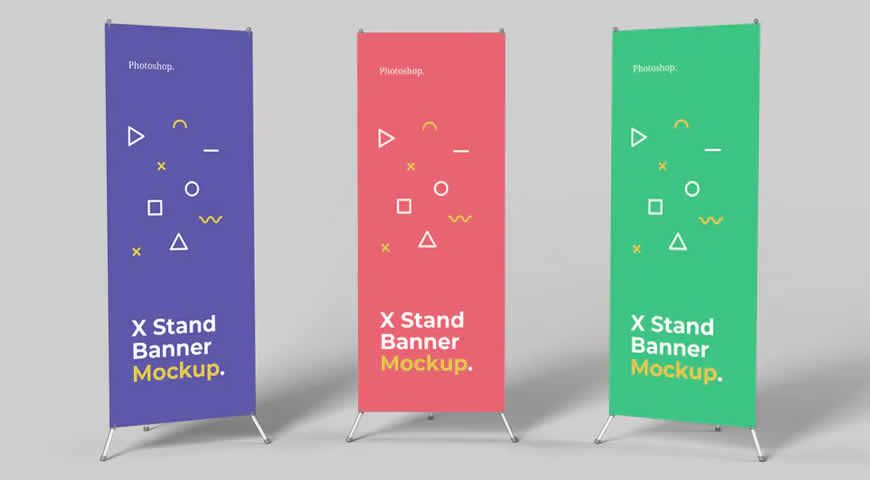 Photoshop.
X Stand
Banner
Mockup.
Photoshop.
X Stand
Banner
Mockup.
Photoshop.
X Stand
Banner
Mockup.